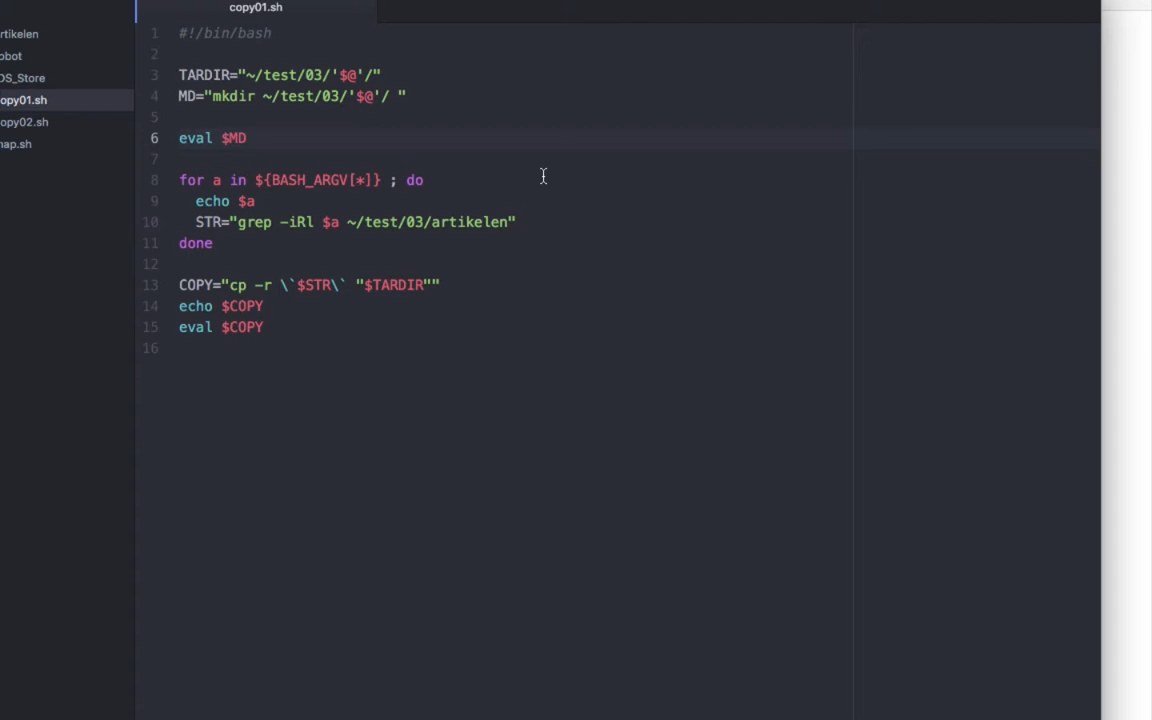 copy01.sh
rtikelen
obot
DS_Store
opy01.sh
opy02.sh
nap.sh
1 #!/bin/bash
2
3 TARDIR="~/test/03/'$@'/"
4 MD="mkdir ~/test/03/'$@'/ "
5
6 eval $MD
7
8 for a in ${BASH_ARGV[*]} ; do
9 echo $a
10 STR="grep -iRl $a ~/test/03/artikelen"
11 done
12
13 COPY="cp -r \`$STR\` "$TARDIR""
14 echo $COPY
15 eval $COPY
16